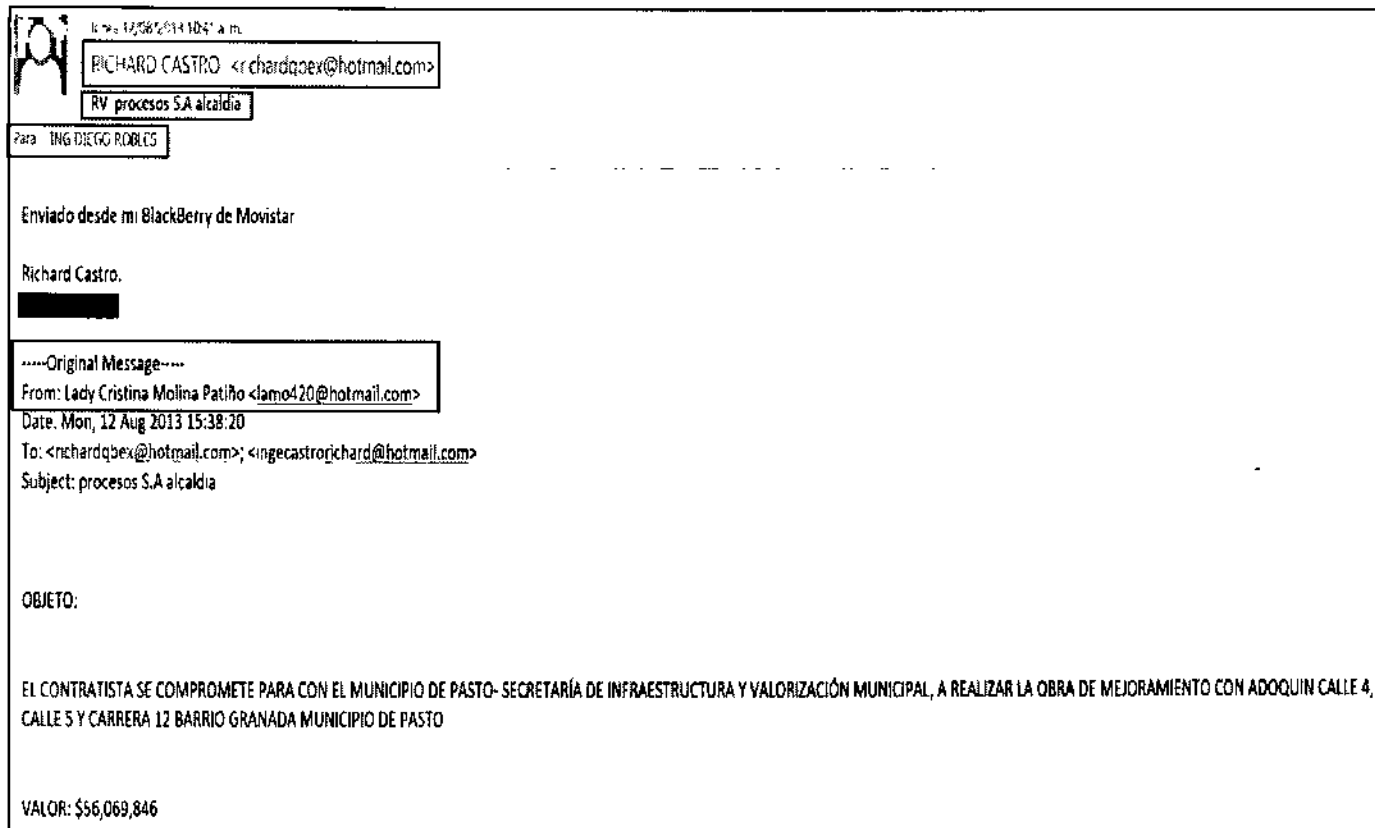 a.m.
RICHARD CASTRO <richardqbex@hotmail.com>
RV procesos S.A alcaldia
Para ING DIEGO ROBLES
Enviado desde mi BlackBerry de Movistar
Richard Castro.
-----Original Message-----
From: Lady Cristina Molina Patiño <lamo420@hotmail.com>
Date. Mon, 12 Aug 2013 15:38:20
To: <richardqbex@hotmail.com>; <ingecastrorichard@hotmail.com>
Subject: procesos S.A alcaldia
OBJETO:
EL CONTRATISTA SE COMPROMETE PARA CON EL MUNICIPIO DE PASTO- SECRETARÍA DE INFRAESTRUCTURA Y VALORIZACIÓN MUNICIPAL, A REALIZAR LA OBRA DE MEJORAMIENTO CON ADOQUIN CALLE 4,
CALLE 5 Y CARRERA 12 BARRIO GRANADA MUNICIPIO DE PASTO
VALOR: $56,069,846